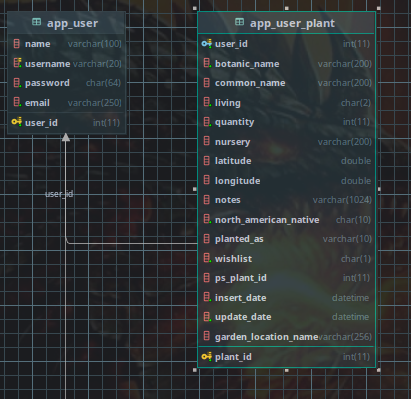 app_user
name varchar(100)
username varchar(20)
password char(64)
email varchar(250)
user_id int(11)
user_id
app_user_plant
user_id int(11)
botanic_name varchar(200)
common_name varchar(200)
living char(2)
quantity int(11)
nursery varchar(200)
latitude double
longitude double
notes varchar(1024)
north_american_native char(10)
planted_as varchar(10)
wishlist char(1)
ps_plant_id int(11)
insert_date datetime
update_date datetime
garden_location_name varchar(256)
plant_id int(11)